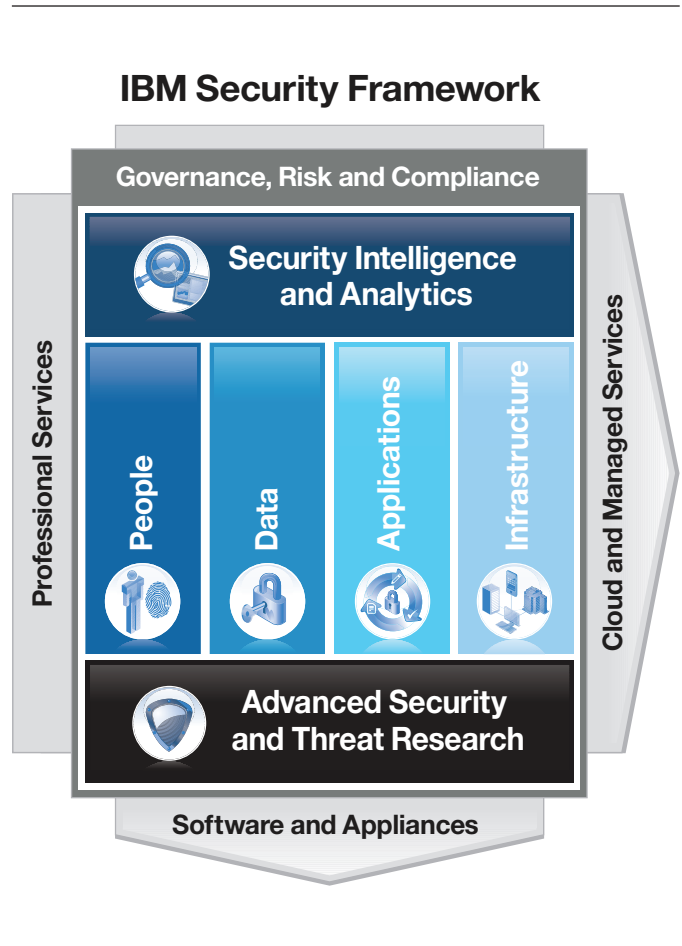 IBM Security Framework
Governance, Risk and Compliance
Security Intelligence
and Analytics
Professional Services
People
Data
Applications
Infrastructure
Cloud and Managed Services
Advanced Security
and Threat Research
Software and Appliances